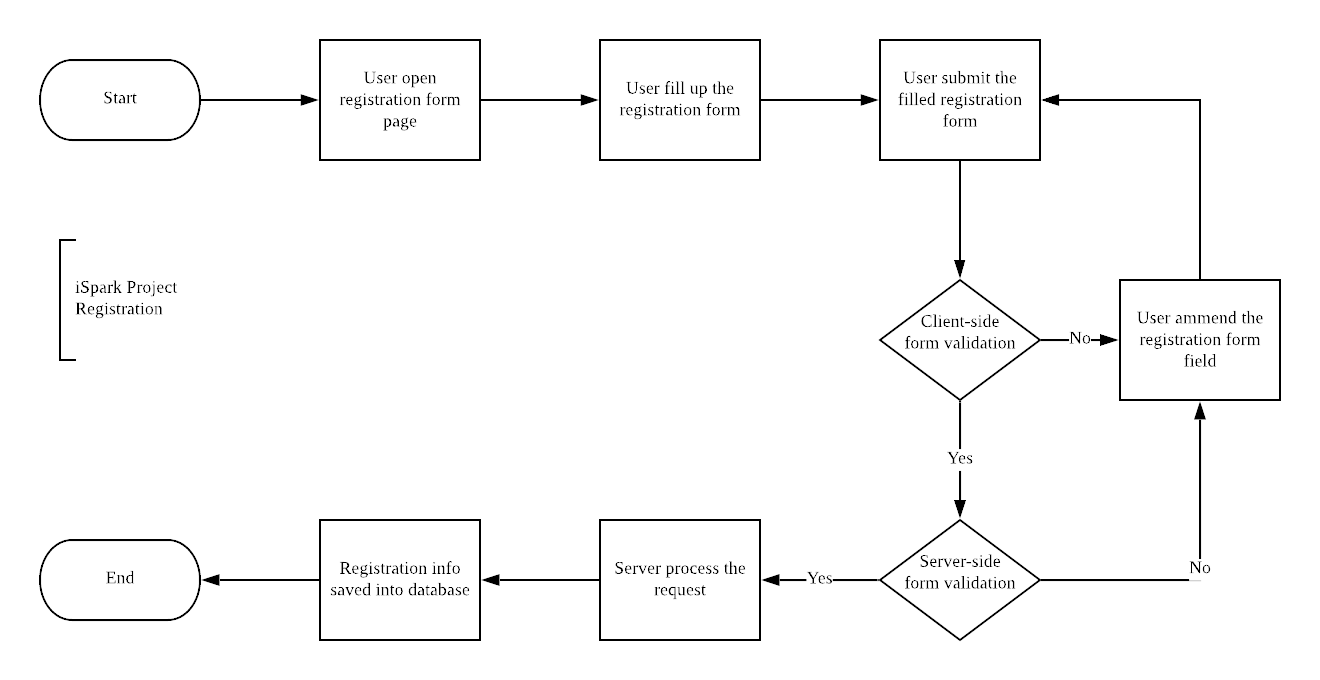 Start
User open
registration form
page
User fill up the
registration form
User submit the
filled registration
form
iSpark Project
Registration
Client-side
form validation
No
User ammend the
registration form
field
Yes
End
Registration info
saved into database
Server process the
request
Yes
Server-side
form validation
No